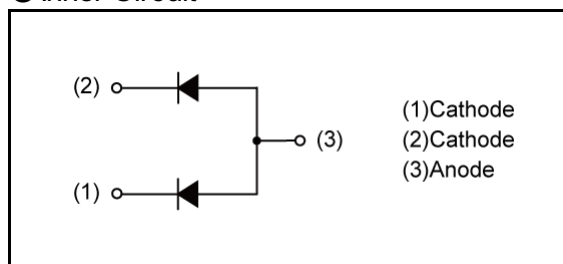 Inner Circuit
(2)
(3)
(1)
(1)Cathode
(2)Cathode
(3)Anode